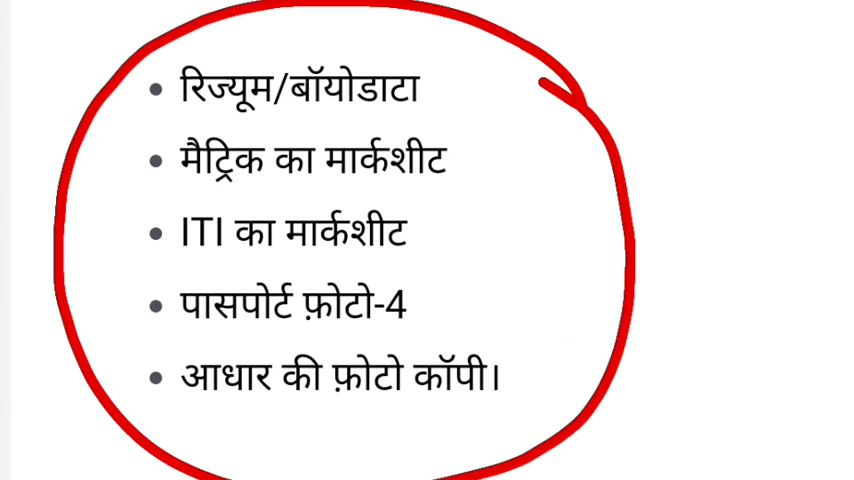 • रिज्यूम/बॉयोडाटा
• मैट्रिक का मार्कशीट
• ITI का मार्कशीट
• पासपोर्ट फ़ोटो-4
• आधार की फ़ोटो कॉपी।